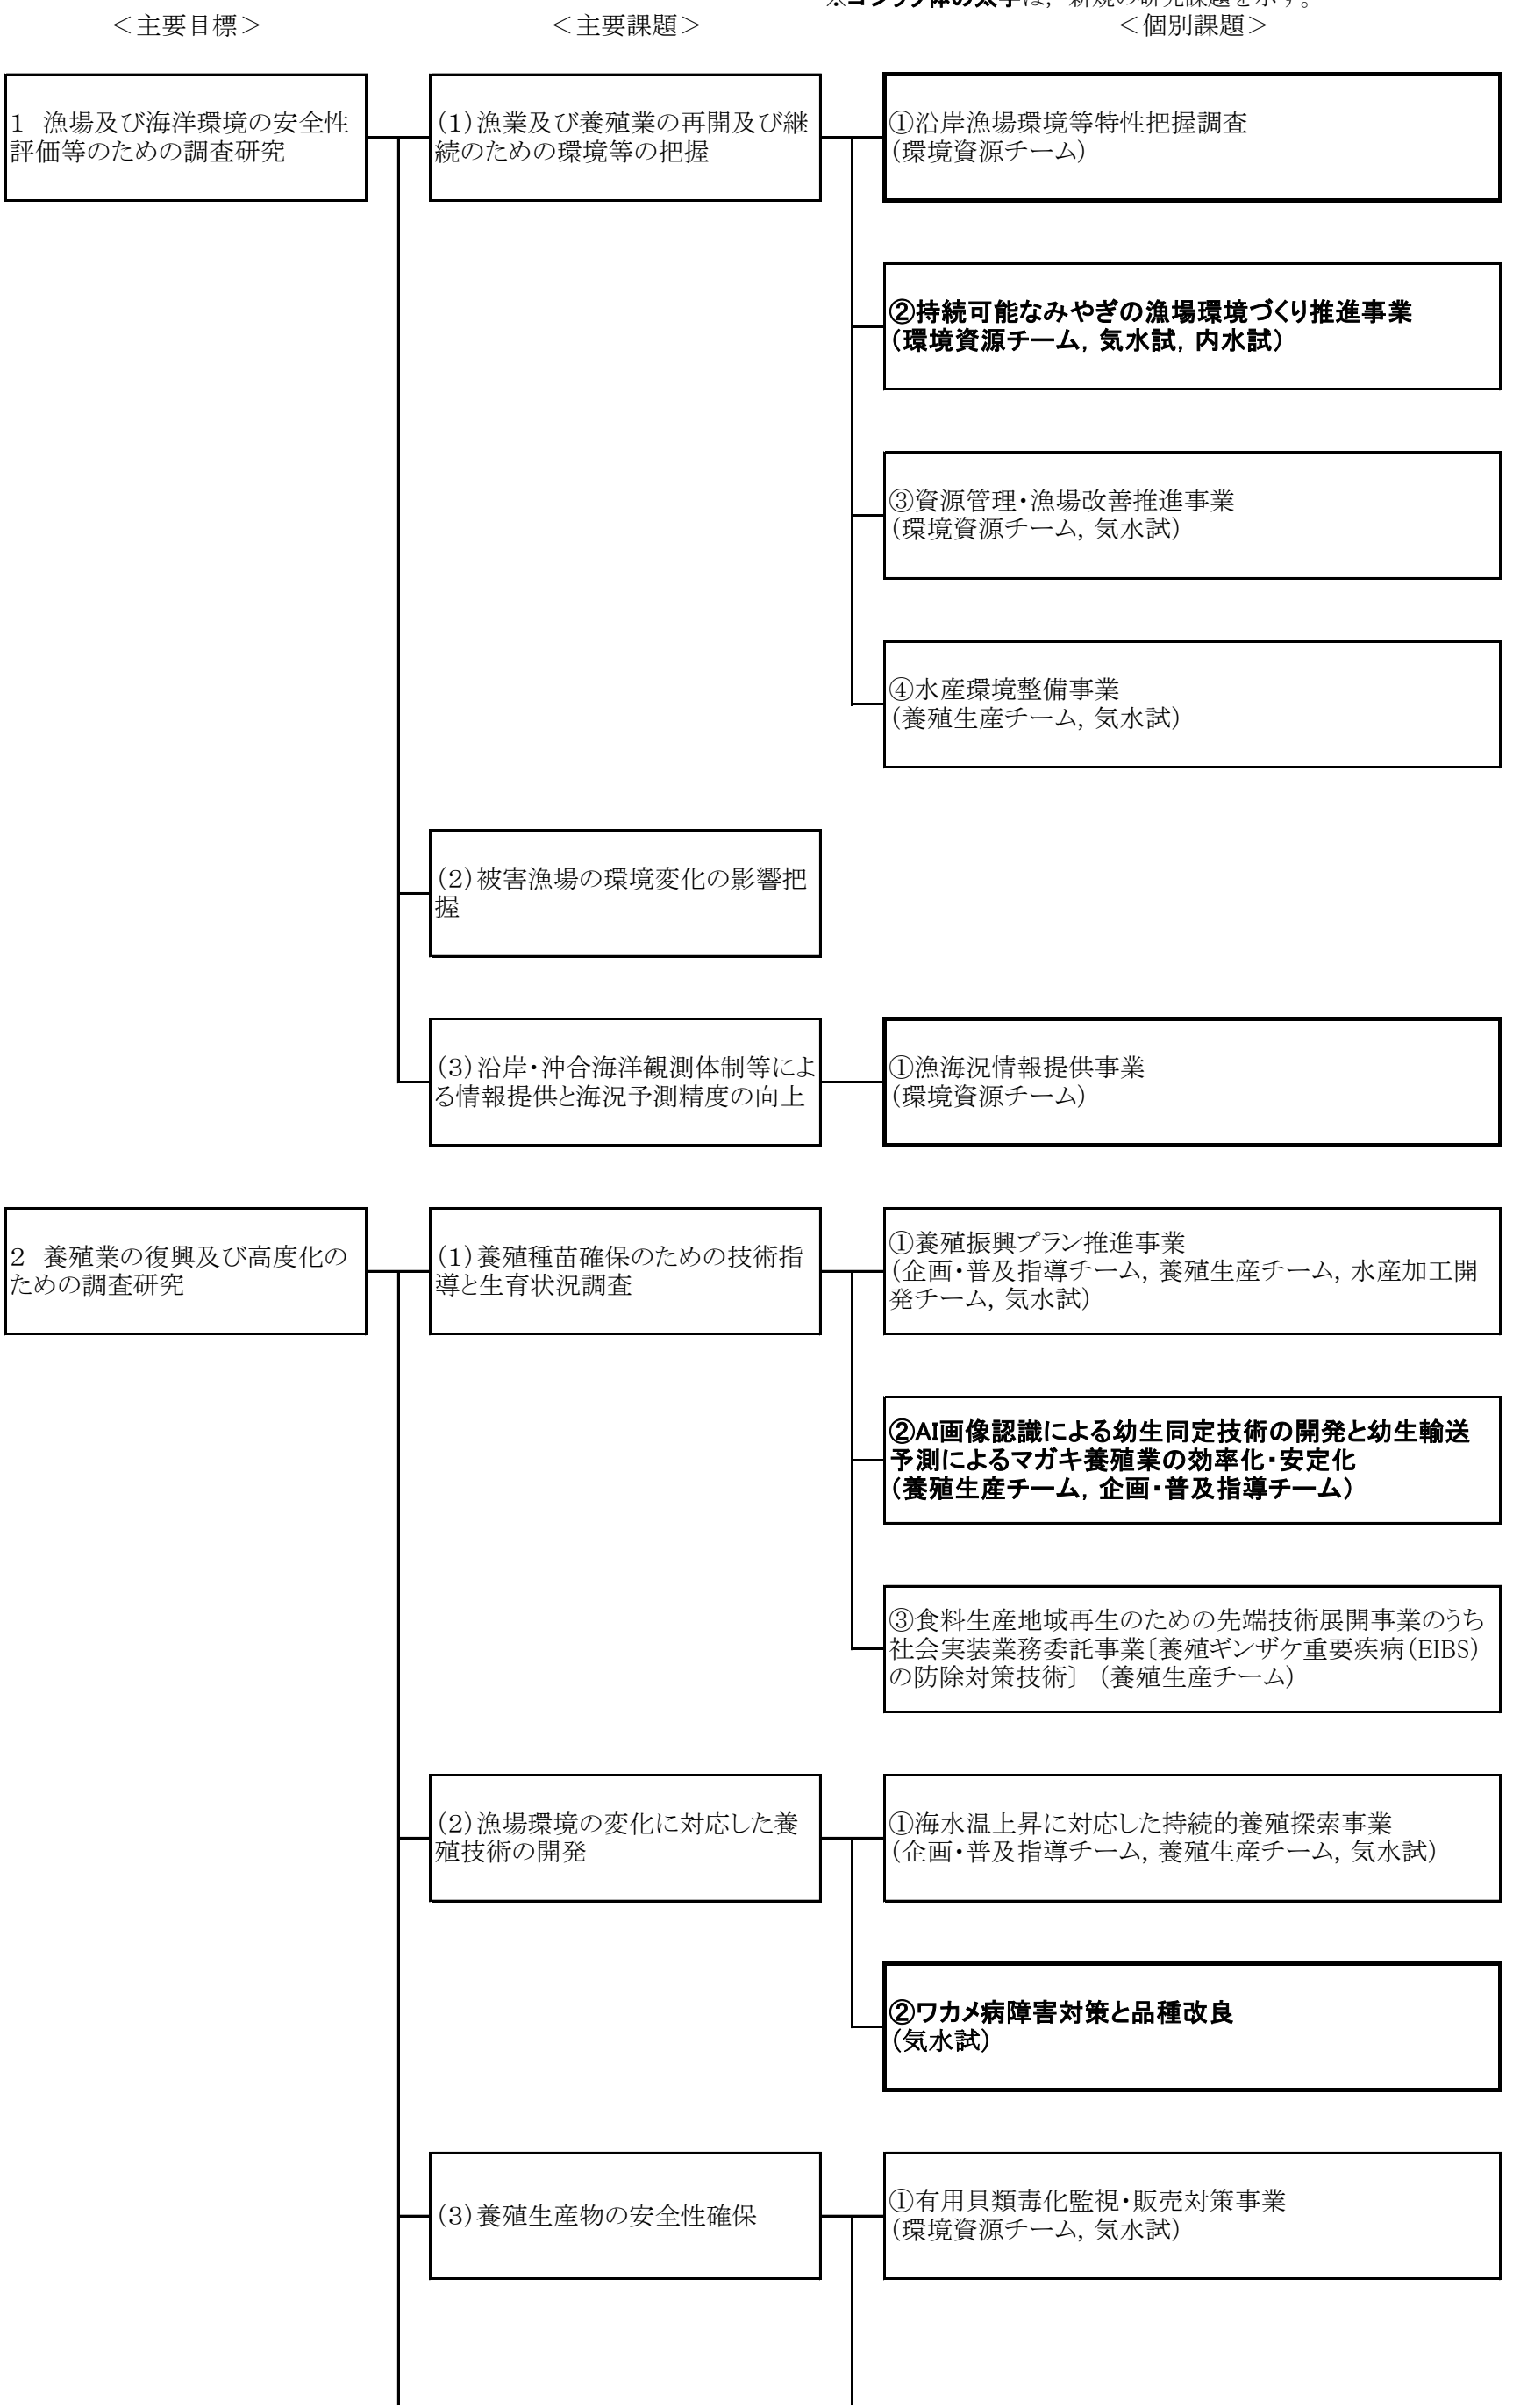 ※ゴシック体の太字は，新規の研究課題を示す。
＜主要目標＞
＜主要課題＞
＜個別課題＞
1　漁場及び海洋環境の安全性
評価等のための調査研究
（1）漁業及び養殖業の再開及び継
続のための環境等の把握
①沿岸漁場環境等特性把握調査
（環境資源チーム）
②持続可能なみやぎの漁場環境づくり推進事業
（環境資源チーム，気水試，内水試）
③資源管理・漁場改善推進事業
（環境資源チーム，気水試）
④水産環境整備事業
（養殖生産チーム，気水試）
（2）被害漁場の環境変化の影響把
握
（3）沿岸・沖合海洋観測体制等によ
る情報提供と海況予測精度の向上
①漁海況情報提供事業
（環境資源チーム）
2　養殖業の復興及び高度化の
ための調査研究
（1）養殖種苗確保のための技術指
導と生育状況調査
①養殖振興プラン推進事業
（企画・普及指導チーム，養殖生産チーム，水産加工開
発チーム，気水試）
②AI画像認識による幼生同定技術の開発と幼生輸送
予測によるマガキ養殖業の効率化・安定化
（養殖生産チーム，企画・普及指導チーム）
③食料生産地域再生のための先端技術展開事業のうち
社会実装業務委託事業〔養殖ギンザケ重要疾病（EIBS）
の防除対策技術〕（養殖生産チーム）
（2）漁場環境の変化に対応した養
殖技術の開発
①海水温上昇に対応した持続的養殖探索事業
（企画・普及指導チーム，養殖生産チーム，気水試）
②ワカメ病障害対策と品種改良
（気水試）
（3）養殖生産物の安全性確保
①有用貝類毒化監視・販売対策事業
（環境資源チーム，気水試）